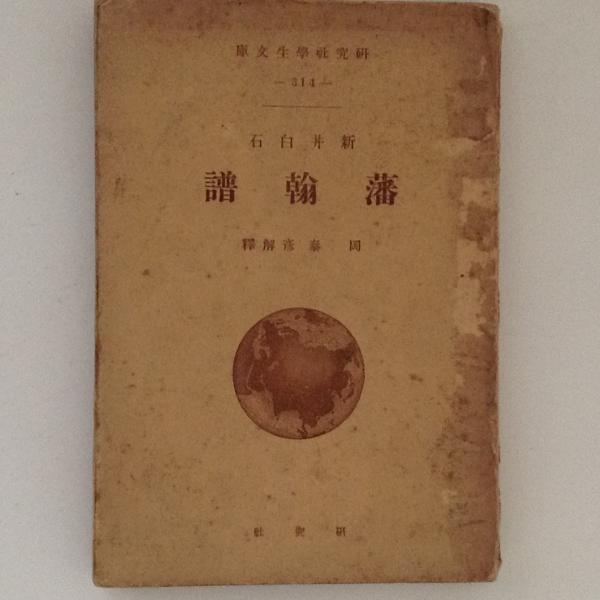 研究社學生文庫
— 314 —
新井白石
藩翰譜
岡 泰彦解釋
研究社